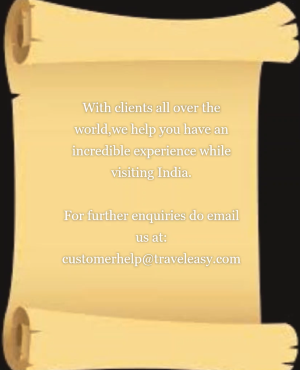 With clients all over the
world,we help you have an
incredible experience while
visiting India.
For further enquiries do email
us at:
customerhelp@traveleasy.com